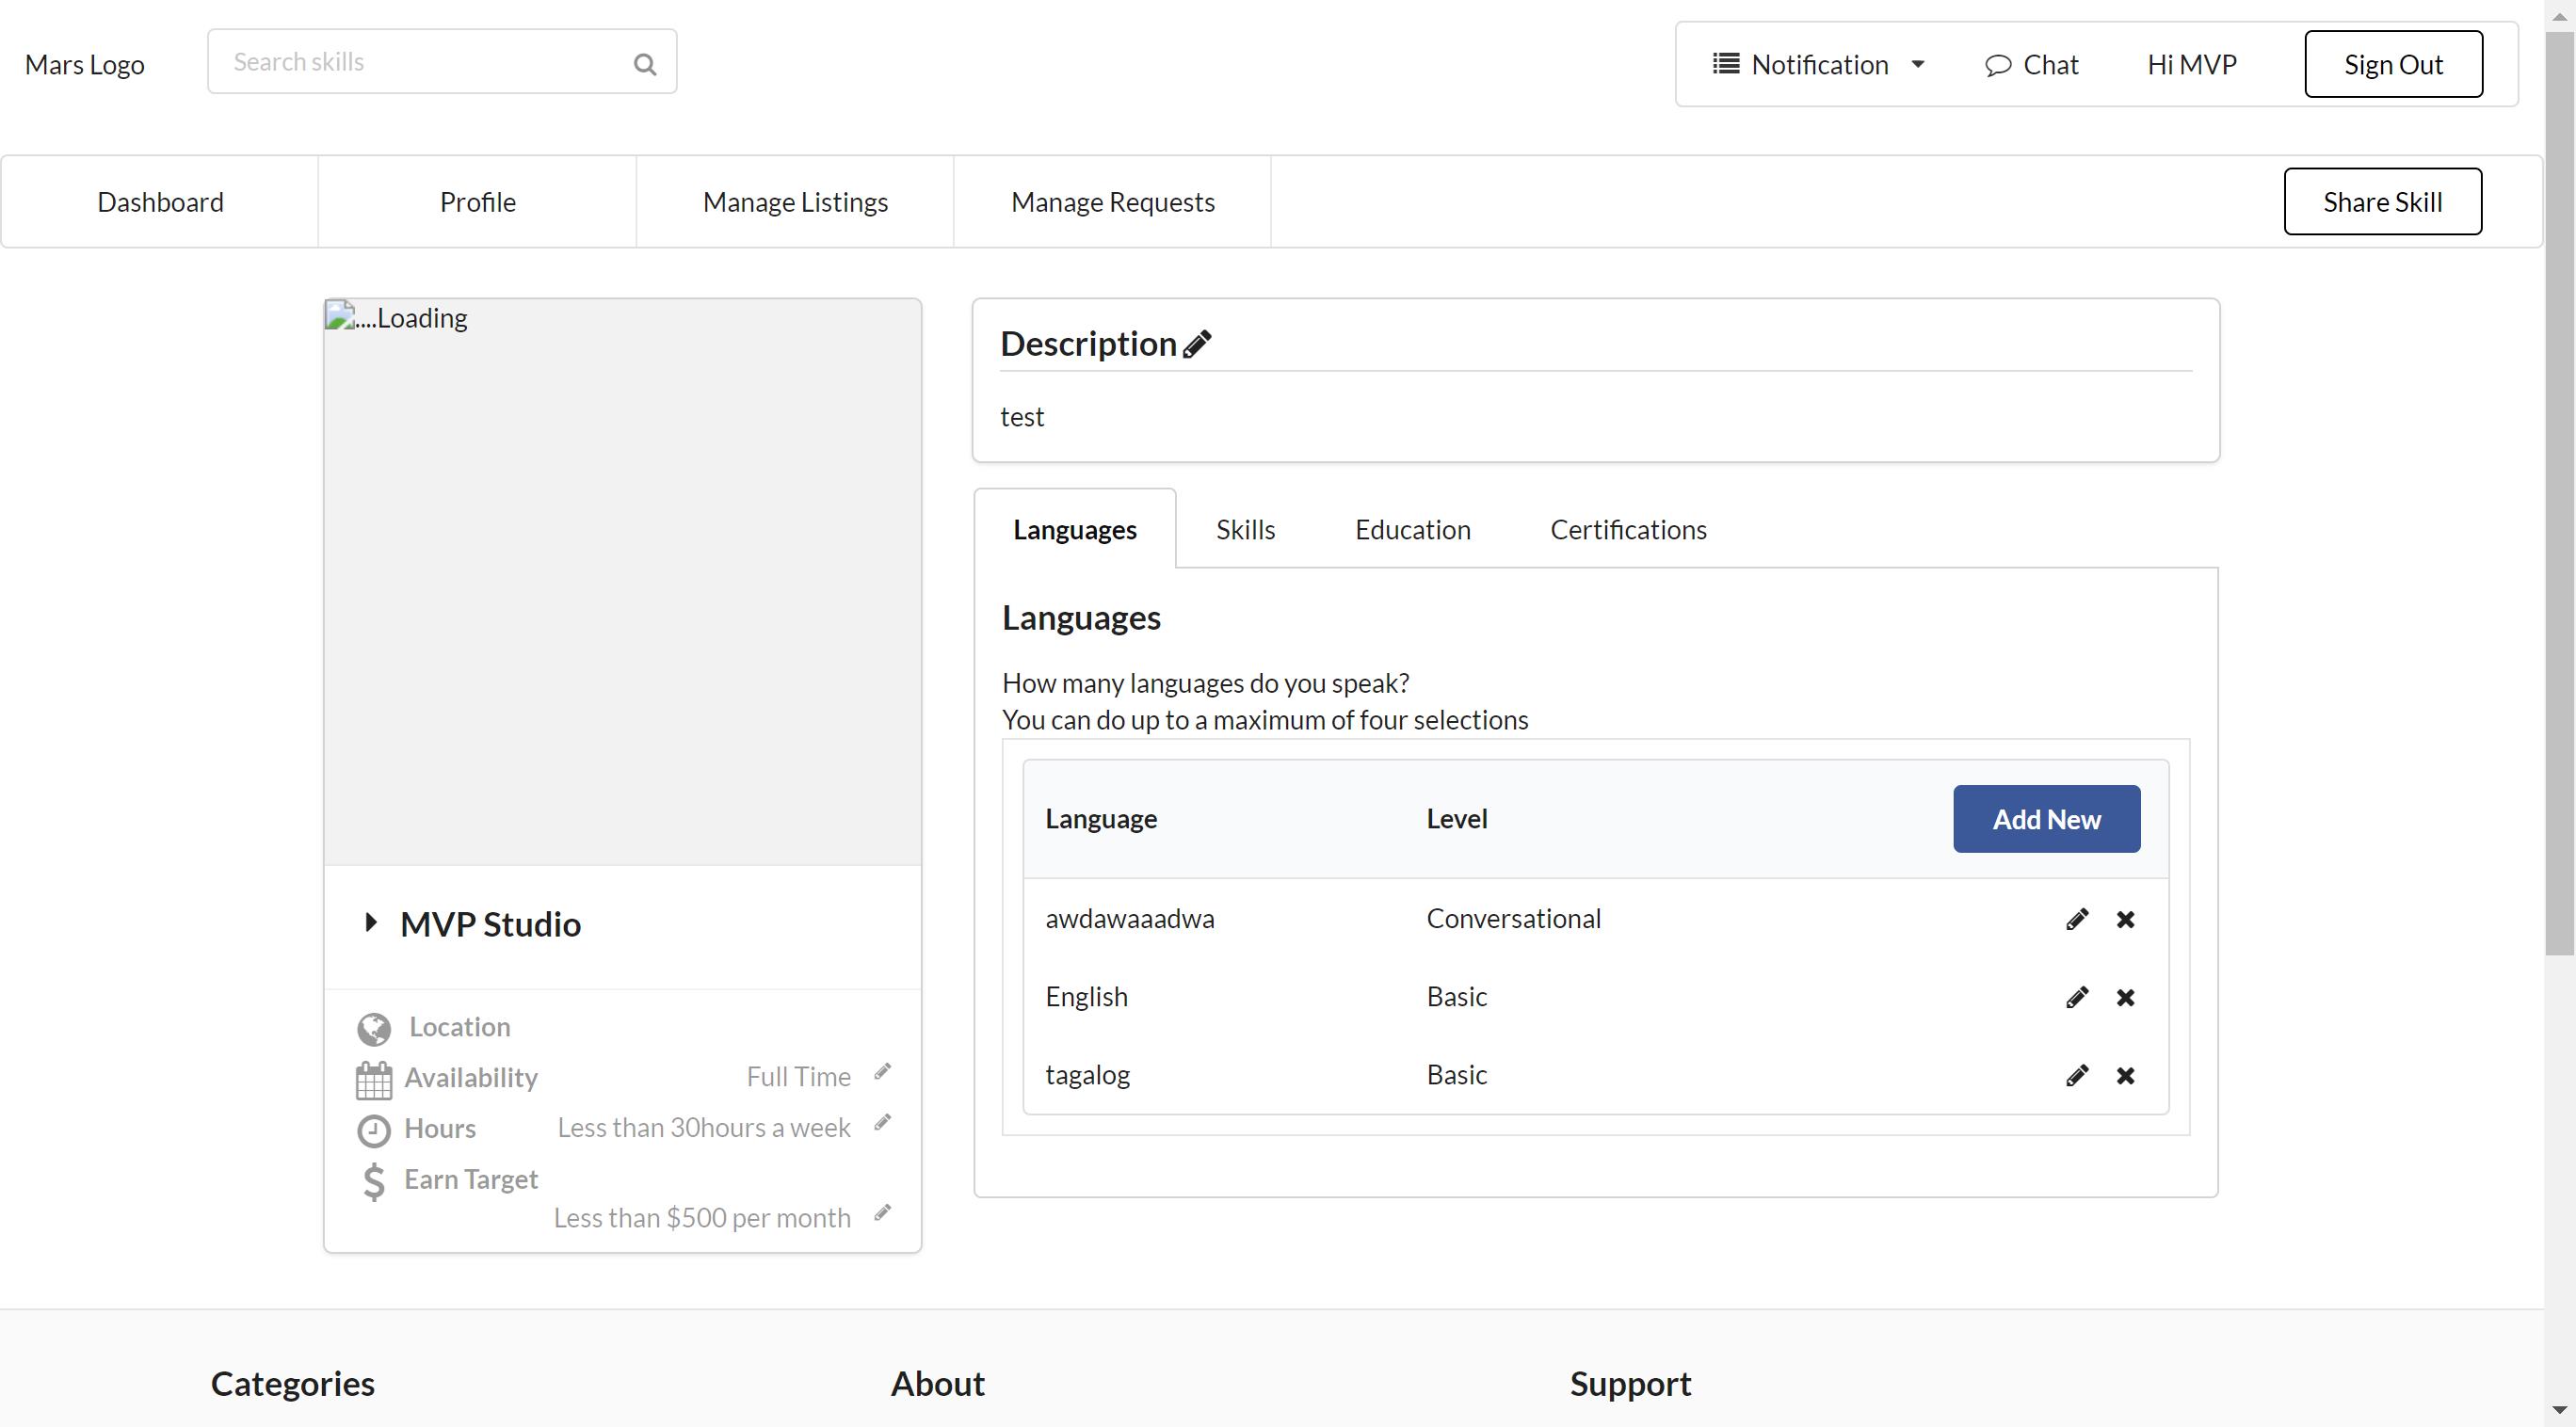 Mars Logo
Search skills
Notification
Chat
Hi MVP
Sign Out
Dashboard
Profile
Manage Listings
Manage Requests
Share Skill
....Loading
MVP Studio
Location
Availability
Full Time
Hours
Less than 30hours a week
Earn Target
Less than $500 per month
Description
test
Languages
Skills
Education
Certifications
Languages
How many languages do you speak?
You can do up to a maximum of four selections
Language
Level
Add New
awdawaaadwa
Conversational
English
Basic
tagalog
Basic
Categories
About
Support